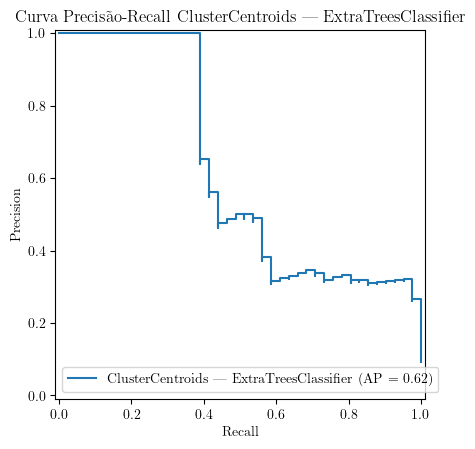 Curva Precisão-Recall ClusterCentroids — ExtraTreesClassifier
1.0
0.8
0.6
0.4
0.2
0.0
Precision
ClusterCentroids — ExtraTreesClassifier (AP = 0.62)
0.0 0.2 0.4 0.6 0.8 1.0
Recall